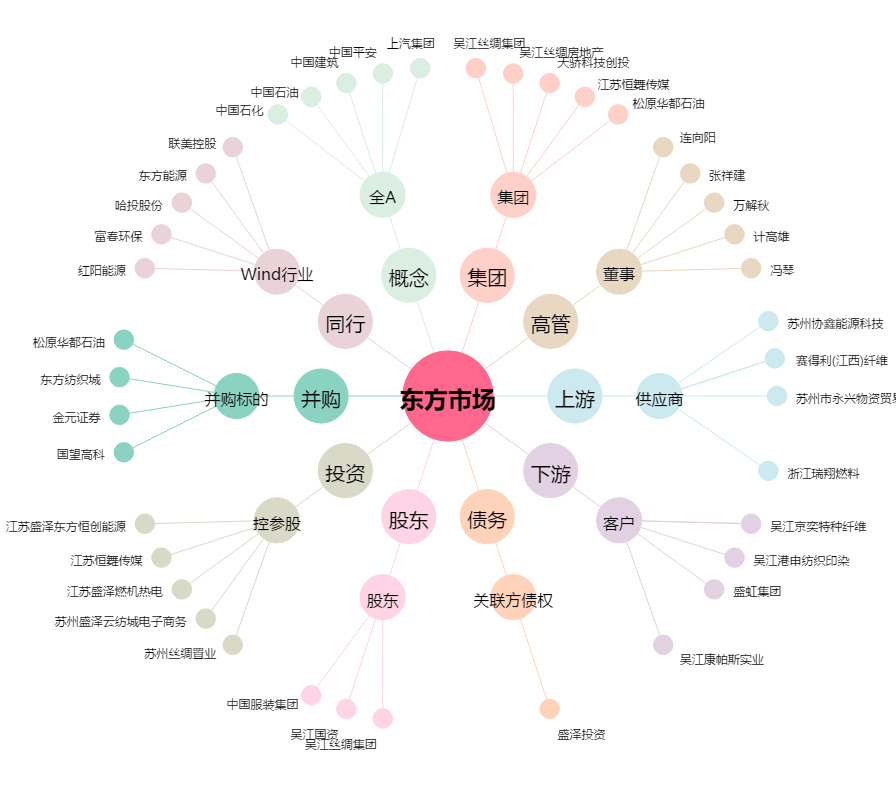 上汽集团
中国平安
中国建筑
中国石油
中国石化
全A
概念
吴江丝绸集团
吴江丝绸房地产
天骄科技创投
江苏恒舞传媒
松原华都石油
集团
集团
联美控股
东方能源
哈投股份
富春环保
红阳能源
Wind行业
同行
连向阳
张祥建
万解秋
计高雄
冯琴
董事
高管
松原华都石油
东方纺织城
金元证券
国望高科
并购标的
并购
东方市场
上游
供应商
苏州协鑫能源科技
赛得利(江西)纤维
苏州市永兴物资贸易
浙江瑞翔燃料
投资
控参股
江苏盛泽东方恒创能源
江苏恒舞传媒
江苏盛泽燃机热电
苏州盛泽云纺城电子商务
苏州丝绸置业
下游
客户
吴江京奕特种纤维
吴江港申纺织印染
盛虹集团
吴江康帕斯实业
股东
股东
中国服装集团
吴江国资
吴江丝绸集团
债务
关联方债权
盛泽投资